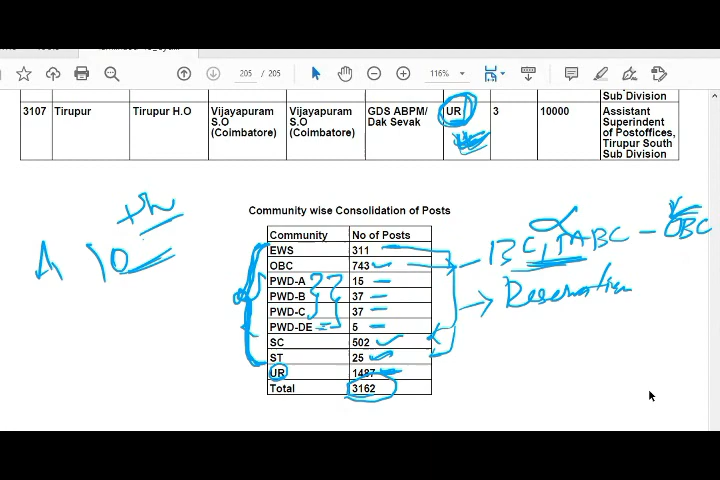 205 / 205
116%
Sub Division
3107 Tirupur Tirupur H.O Vijayapuram S.O (Coimbatore) Vijayapuram S.O (Coimbatore) GDS ABPM/ Dak Sevak UR 3 10000 Assistant Superindent of Postoffices, Tirupur South Sub Division
10th
Community wise Consolidation of Posts
Community No of Posts
EWS 311
OBC 743
PWD-A 15
PWD-B 37
PWD-C 37
PWD-DE 5
SC 502
ST 25
UR 1487
Total 3162
BC - OBC
Reservation